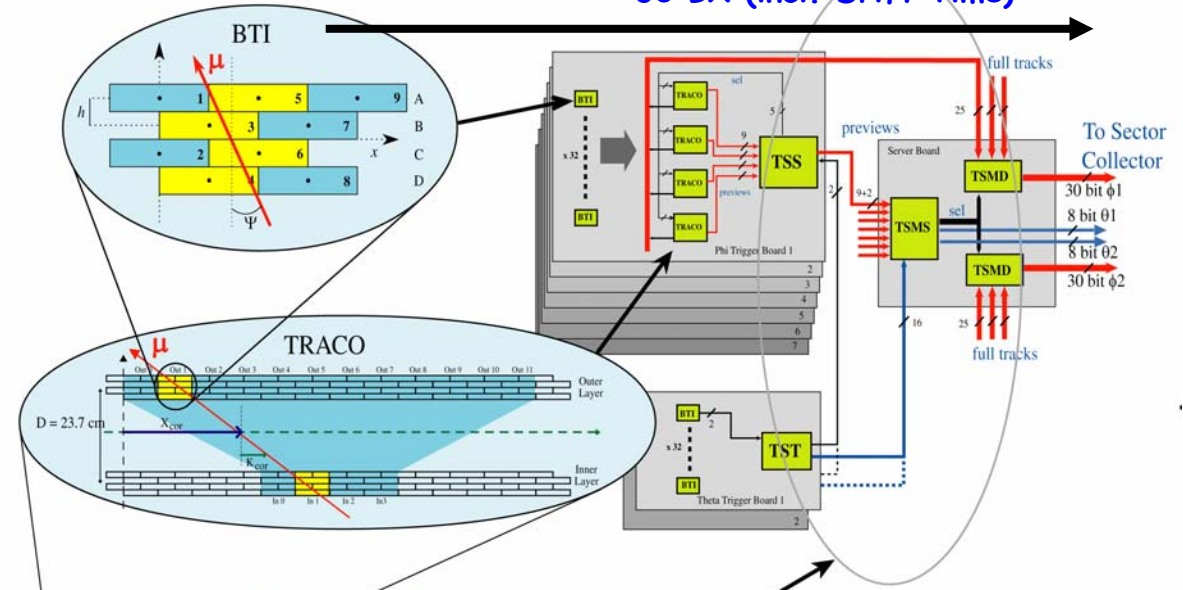 BTI
μ
h
1
5
9
A
3
7
B
x
2
6
C
4
8
D
Ψ
BTI
x 32
BTI
TRACO
TRACO
TRACO
TRACO
sel
9
previews
5
TSS
2
Phi Trigger Board 1
2
3
4
5
6
7
full tracks
25
previews
Server Board
To Sector
Collector
TSMD
30 bit ϕ1
9+2
TSMS
sel
8 bit θ1
8 bit θ2
TSMD
30 bit ϕ2
16
25
full tracks
TRACO
μ
Out 1
Out 2
Out 3
Out 4
Out 5
Out 6
Out 7
Out 8
Out 9
Out 10
Out 11
Outer
Layer
D = 23.7 cm
Xcor
Kcor
Inner
Layer
In 0
In 1
In 2
In3
BTI
2
x 32
BTI
TST
Theta Trigger Board 1
2